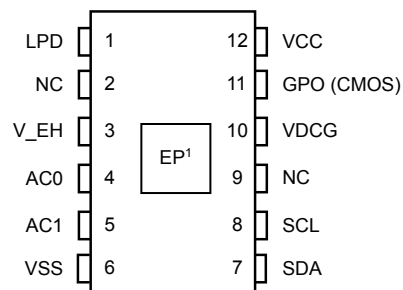 LPD 1 12 VCC
NC 2 11 GPO (CMOS)
V_EH 3 10 VDCG
EP1
AC0 4 9 NC
AC1 5 8 SCL
VSS 6 7 SDA